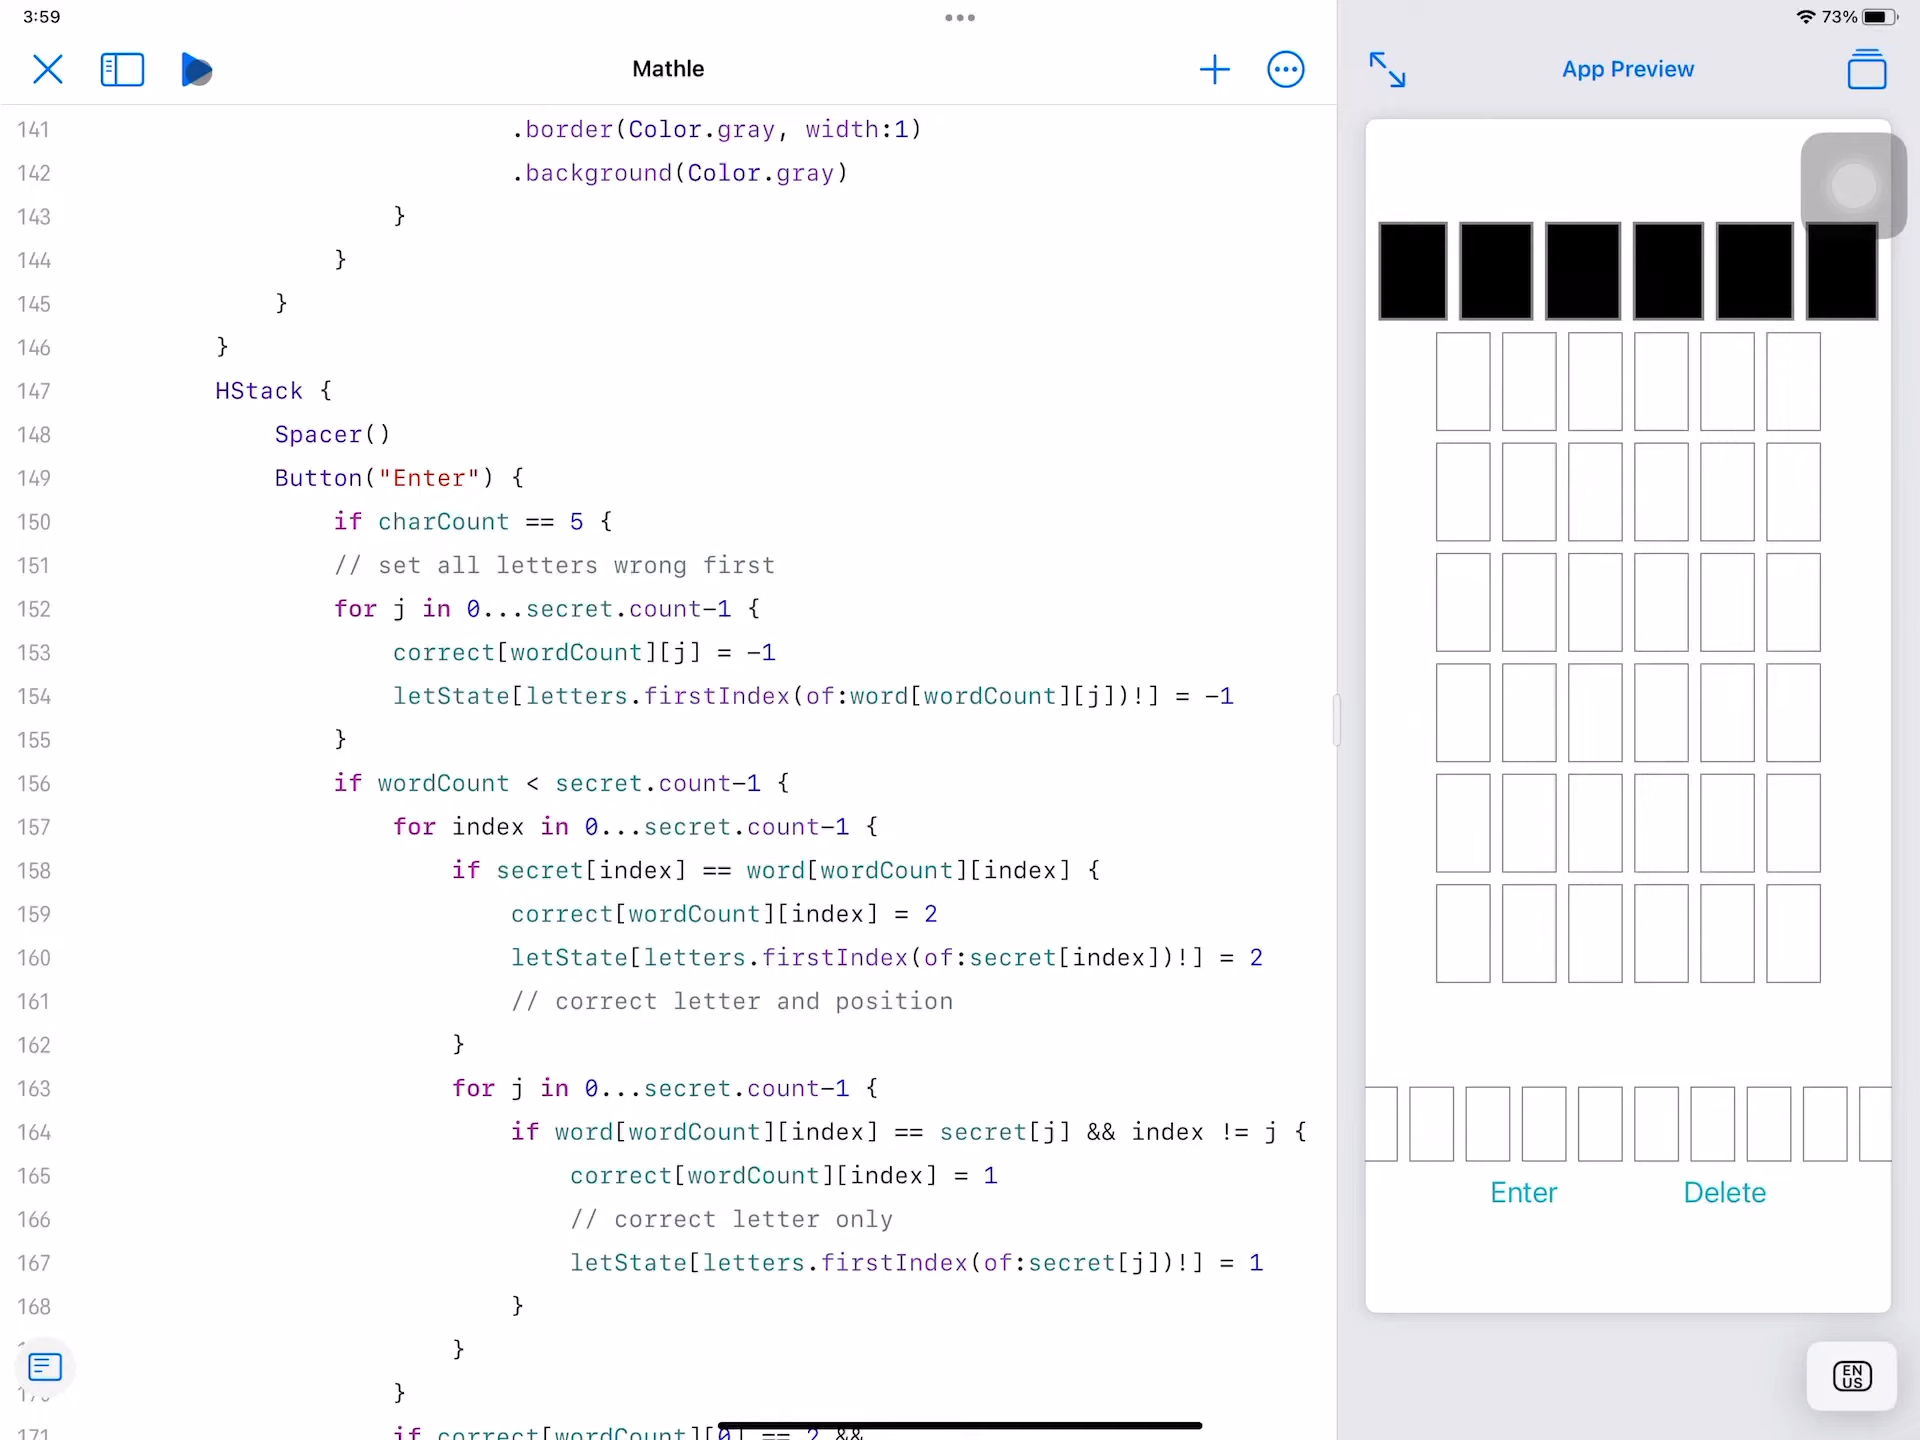 3:59
73%
Mathle
App Preview
141 .border(Color.gray, width:1)
142 .background(Color.gray)
143 }
144 }
145 }
146 }
147 HStack {
148 Spacer()
149 Button("Enter") {
150 if charCount == 5 {
151 // set all letters wrong first
152 for j in 0...secret.count-1 {
153 correct[wordCount][j] = -1
154 letState[letters.firstIndex(of:word[wordCount][j])!] = -1
155 }
156 if wordCount < secret.count-1 {
157 for index in 0...secret.count-1 {
158 if secret[index] == word[wordCount][index] {
159 correct[wordCount][index] = 2
160 letState[letters.firstIndex(of:secret[index])!] = 2
161 // correct letter and position
162 }
163 for j in 0...secret.count-1 {
164 if word[wordCount][index] == secret[j] && index != j {
165 correct[wordCount][index] = 1
166 // correct letter only
167 letState[letters.firstIndex(of:secret[j])!] = 1
168 }
}
}
171 if correct[wordCount][0] == 2 &&
Enter Delete
EN
US